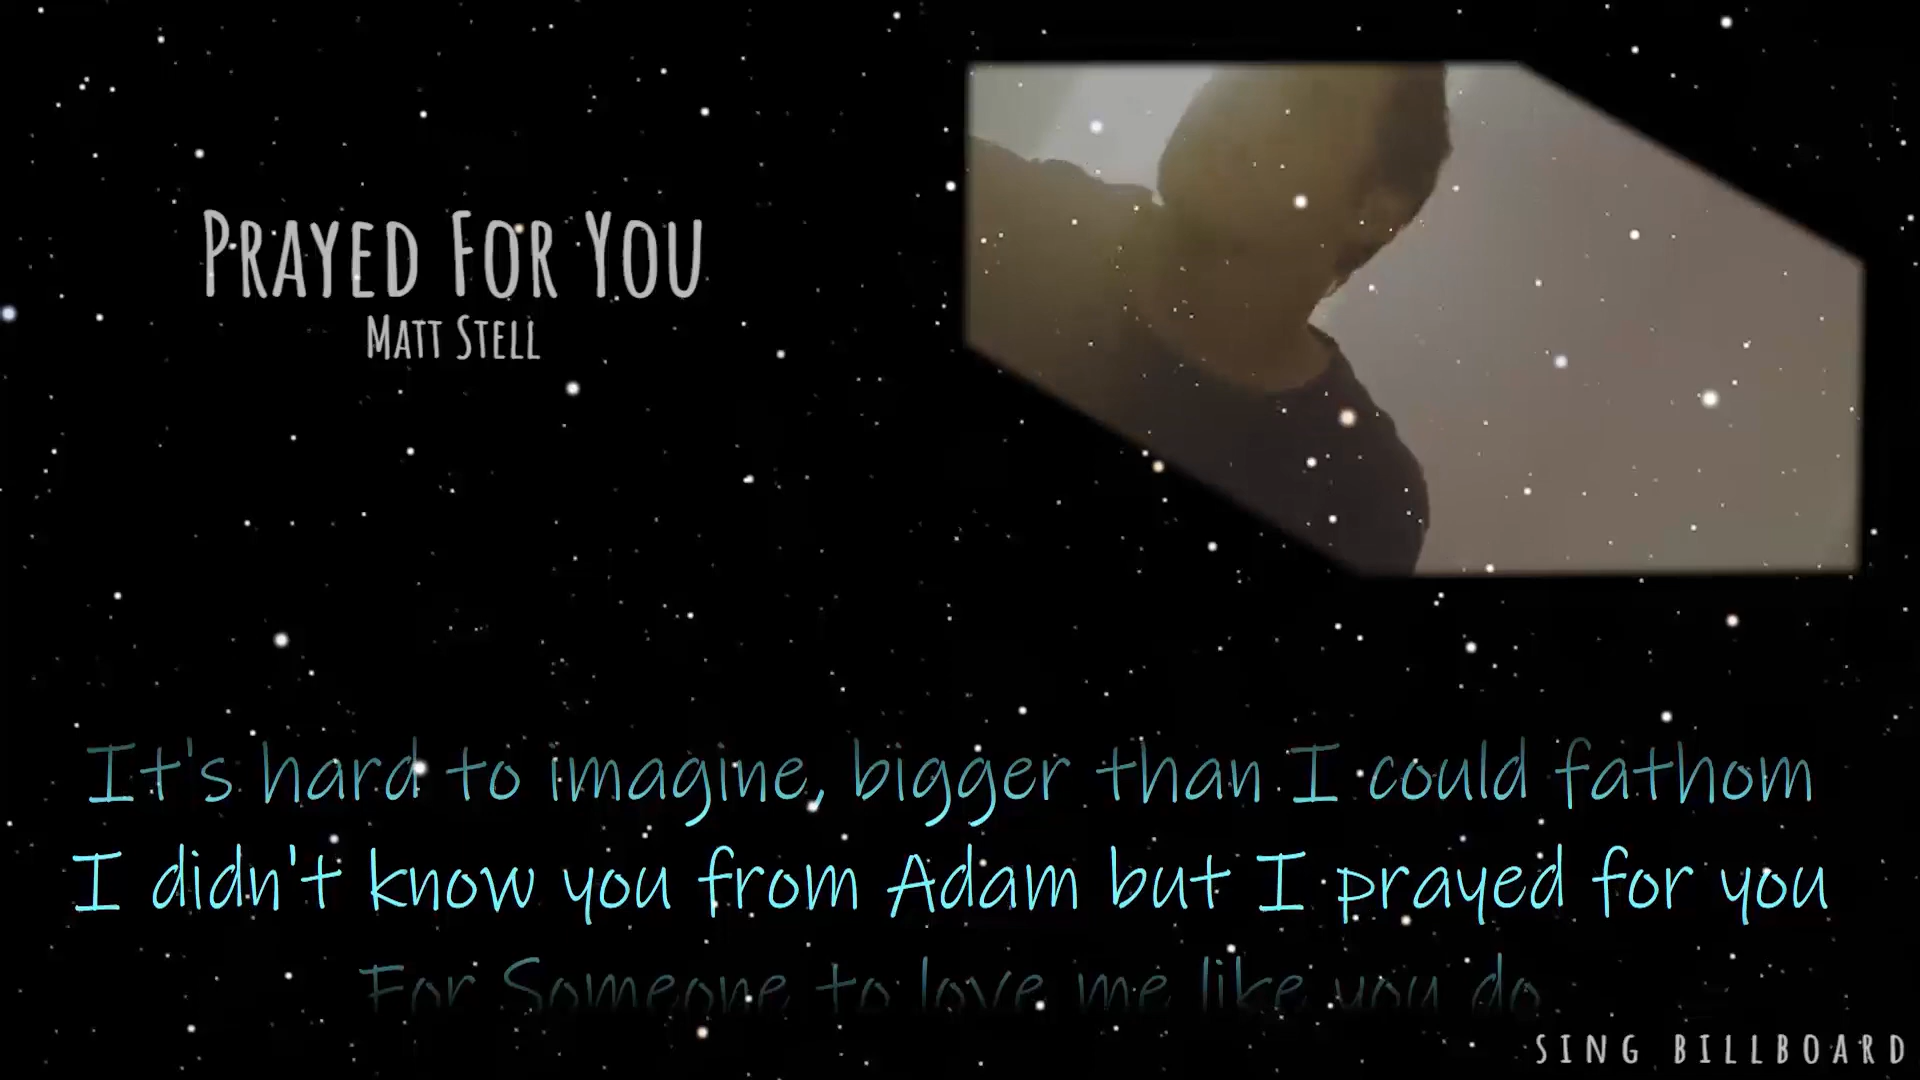 Prayed For You
Matt Stell
It's hard to imagine, bigger than I could fathom
I didn't know you from Adam but I prayed for you
For Someone to love me like you do
SING BILLBOARD